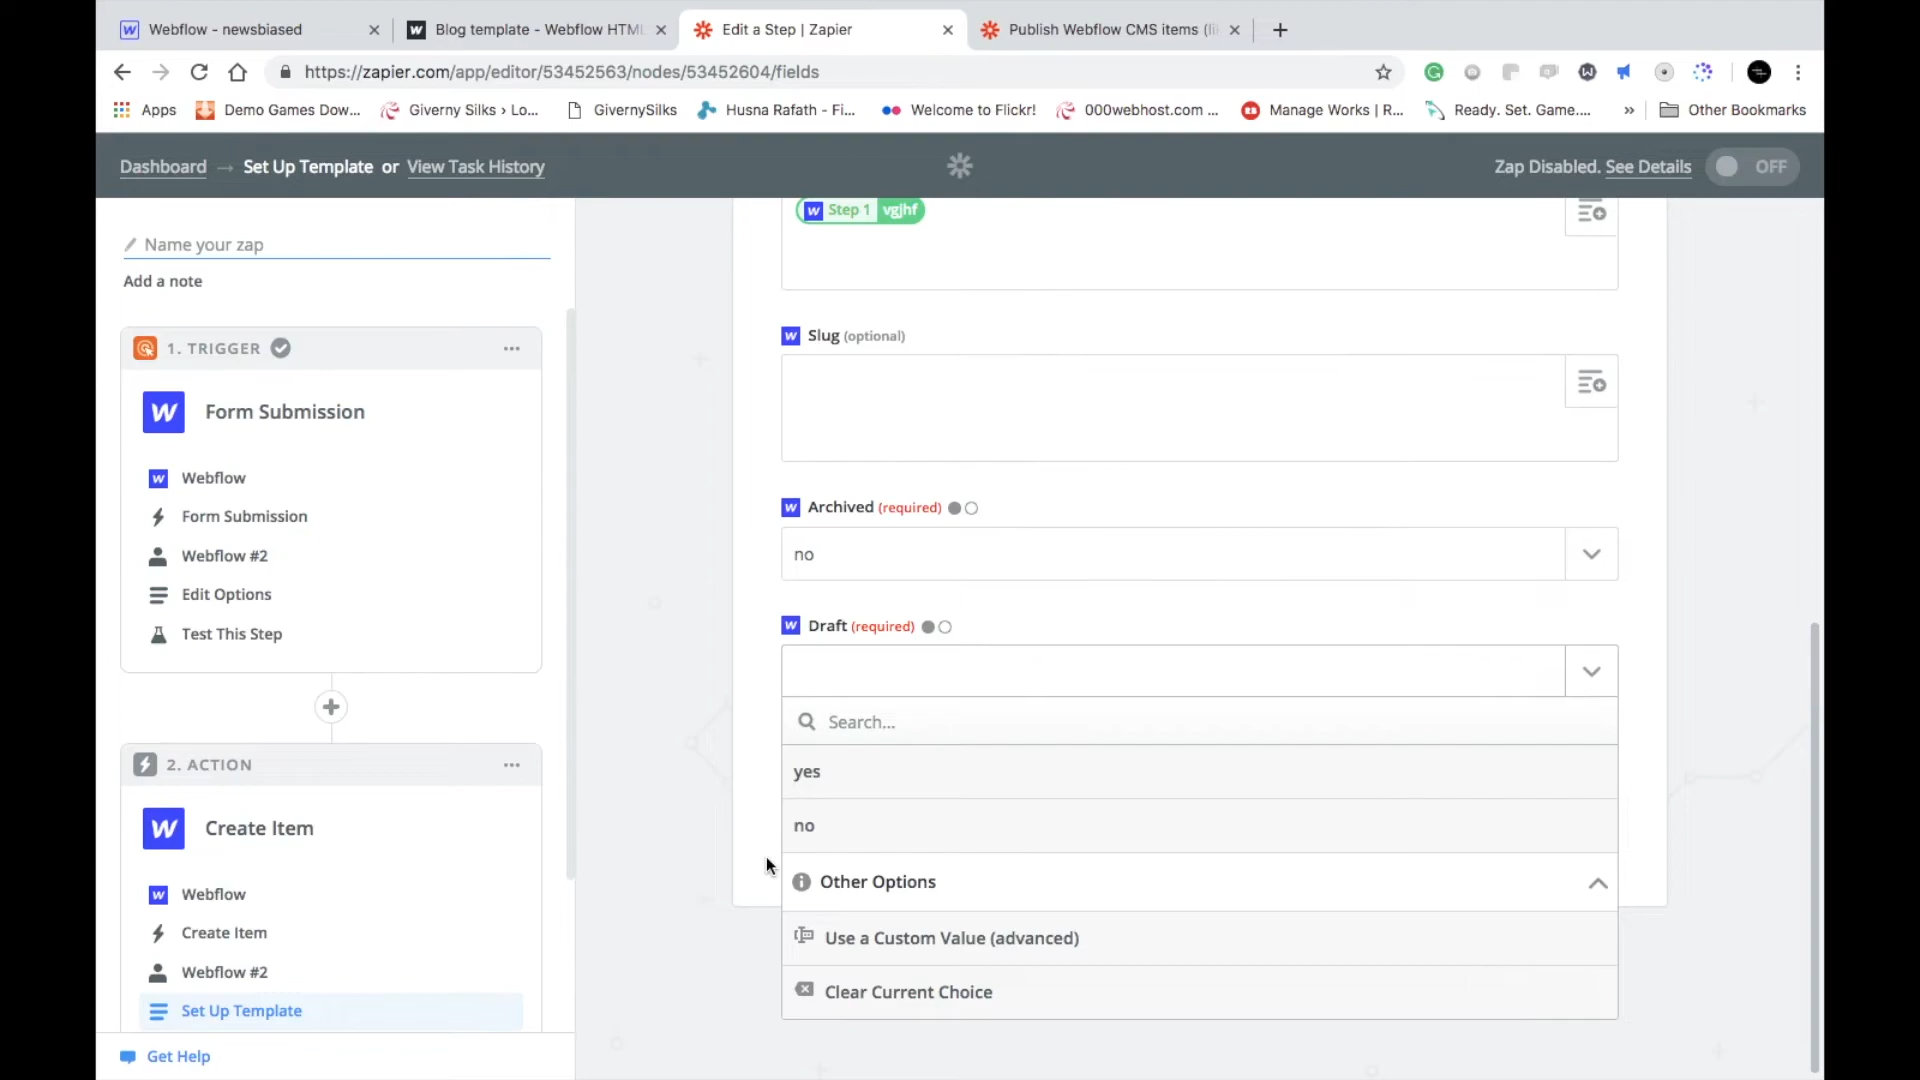 Webflow - newsbiased
Blog template - Webflow HTML
Edit a Step | Zapier
Publish Webflow CMS items (li
https://zapier.com/app/editor/53452563/nodes/53452604/fields
Apps
Demo Games Dow...
Giverny Silks › Lo...
GivernySilks
Husna Rafath - Fi...
Welcome to Flickr!
000webhost.com ...
Manage Works | R...
Ready. Set. Game....
»
Other Bookmarks
Dashboard → Set Up Template or View Task History
Zap Disabled. See Details
OFF
Name your zap
Add a note
1. TRIGGER
Form Submission
Webflow
Form Submission
Webflow #2
Edit Options
Test This Step
2. ACTION
Create Item
Webflow
Create Item
Webflow #2
Set Up Template
Get Help
Step 1 vgjhf
Slug (optional)
Archived (required)
no
Draft (required)
Search...
yes
no
Other Options
Use a Custom Value (advanced)
Clear Current Choice